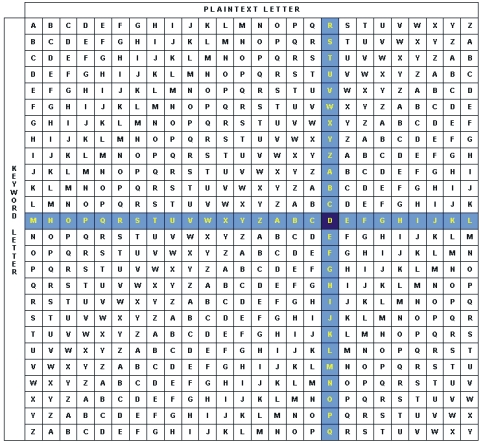 PLAINTEXT LETTER
KEYWORD LETTER
A B C D E F G H I J K L M N O P Q R S T U V W X Y Z
B C D E F G H I J K L M N O P Q R S T U V W X Y Z A
C D E F G H I J K L M N O P Q R S T U V W X Y Z A B
D E F G H I J K L M N O P Q R S T U V W X Y Z A B C
E F G H I J K L M N O P Q R S T U V W X Y Z A B C D
F G H I J K L M N O P Q R S T U V W X Y Z A B C D E
G H I J K L M N O P Q R S T U V W X Y Z A B C D E F
H I J K L M N O P Q R S T U V W X Y Z A B C D E F G
I J K L M N O P Q R S T U V W X Y Z A B C D E F G H
J K L M N O P Q R S T U V W X Y Z A B C D E F G H I
K L M N O P Q R S T U V W X Y Z A B C D E F G H I J
L M N O P Q R S T U V W X Y Z A B C D E F G H I J K
M N O P Q R S T U V W X Y Z A B C D E F G H I J K L
N O P Q R S T U V W X Y Z A B C D E F G H I J K L M
O P Q R S T U V W X Y Z A B C D E F G H I J K L M N
P Q R S T U V W X Y Z A B C D E F G H I J K L M N O
Q R S T U V W X Y Z A B C D E F G H I J K L M N O P
R S T U V W X Y Z A B C D E F G H I J K L M N O P Q
S T U V W X Y Z A B C D E F G H I J K L M N O P Q R
T U V W X Y Z A B C D E F G H I J K L M N O P Q R S
U V W X Y Z A B C D E F G H I J K L M N O P Q R S T
V W X Y Z A B C D E F G H I J K L M N O P Q R S T U
W X Y Z A B C D E F G H I J K L M N O P Q R S T U V
X Y Z A B C D E F G H I J K L M N O P Q R S T U V W
Y Z A B C D E F G H I J K L M N O P Q R S T U V W X
Z A B C D E F G H I J K L M N O P Q R S T U V W X Y